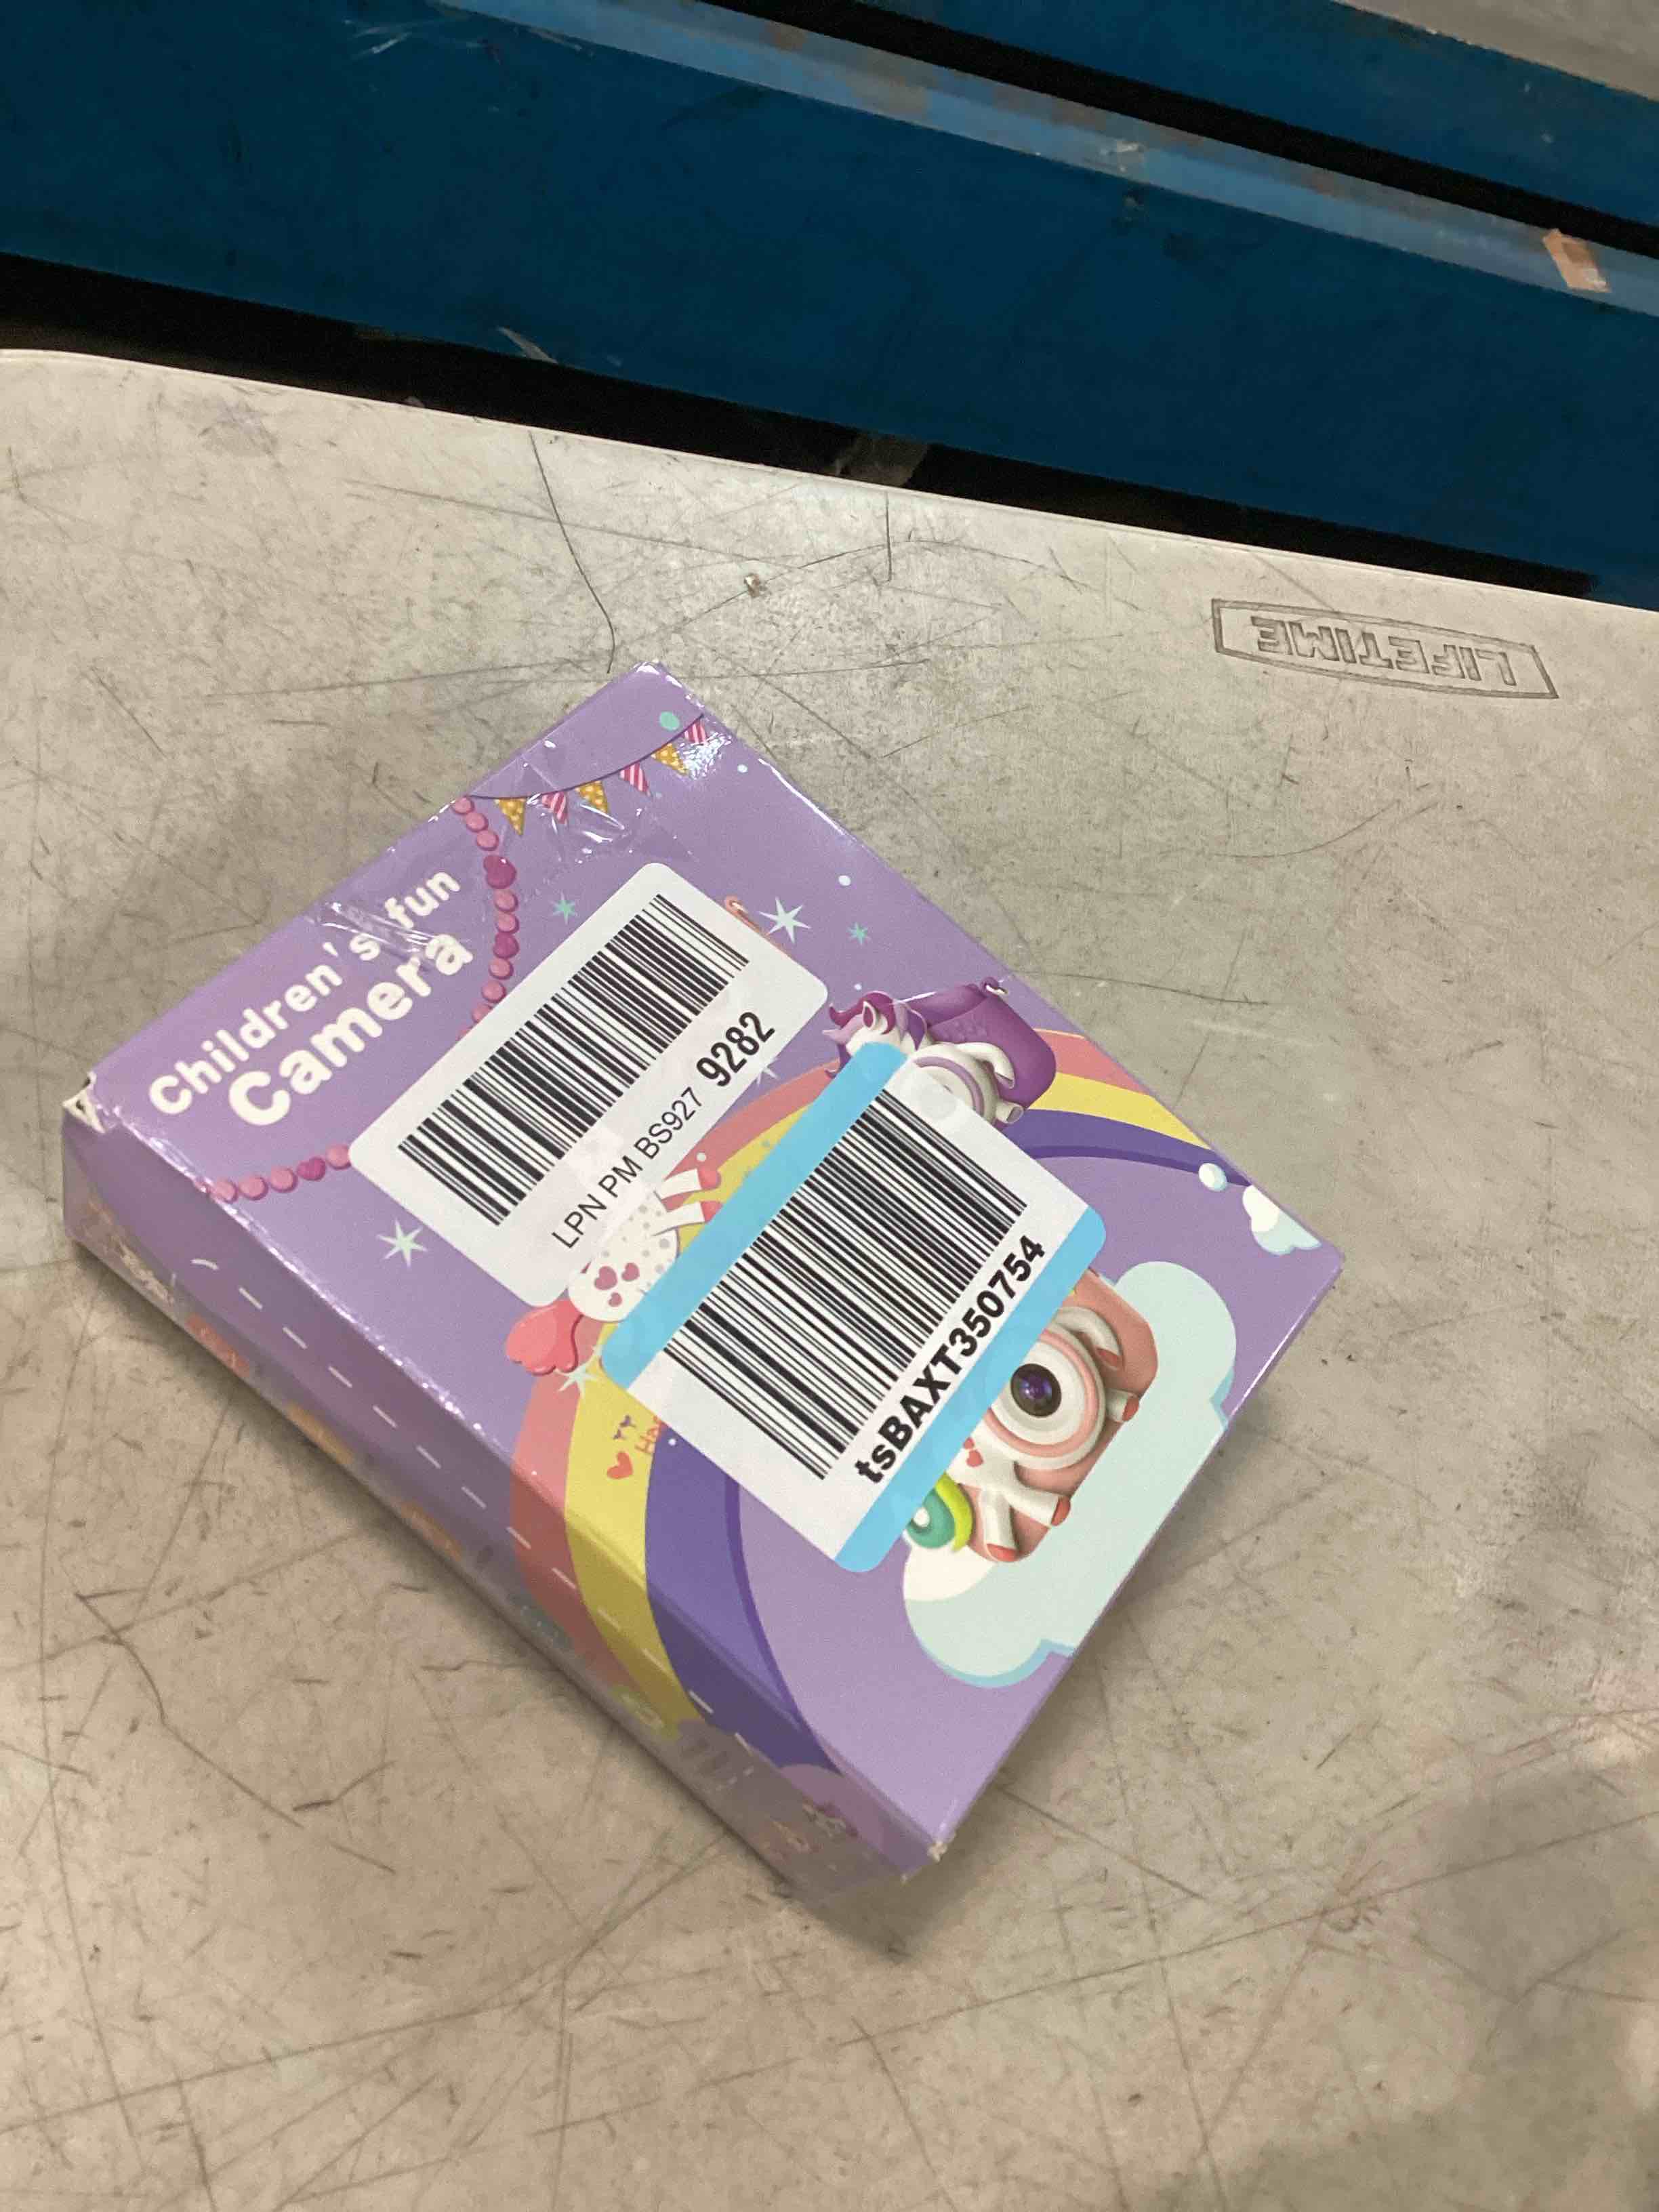 LIFETIME
Children's fun
Camera
LPN PM BS927 9282
tsBAXT350754